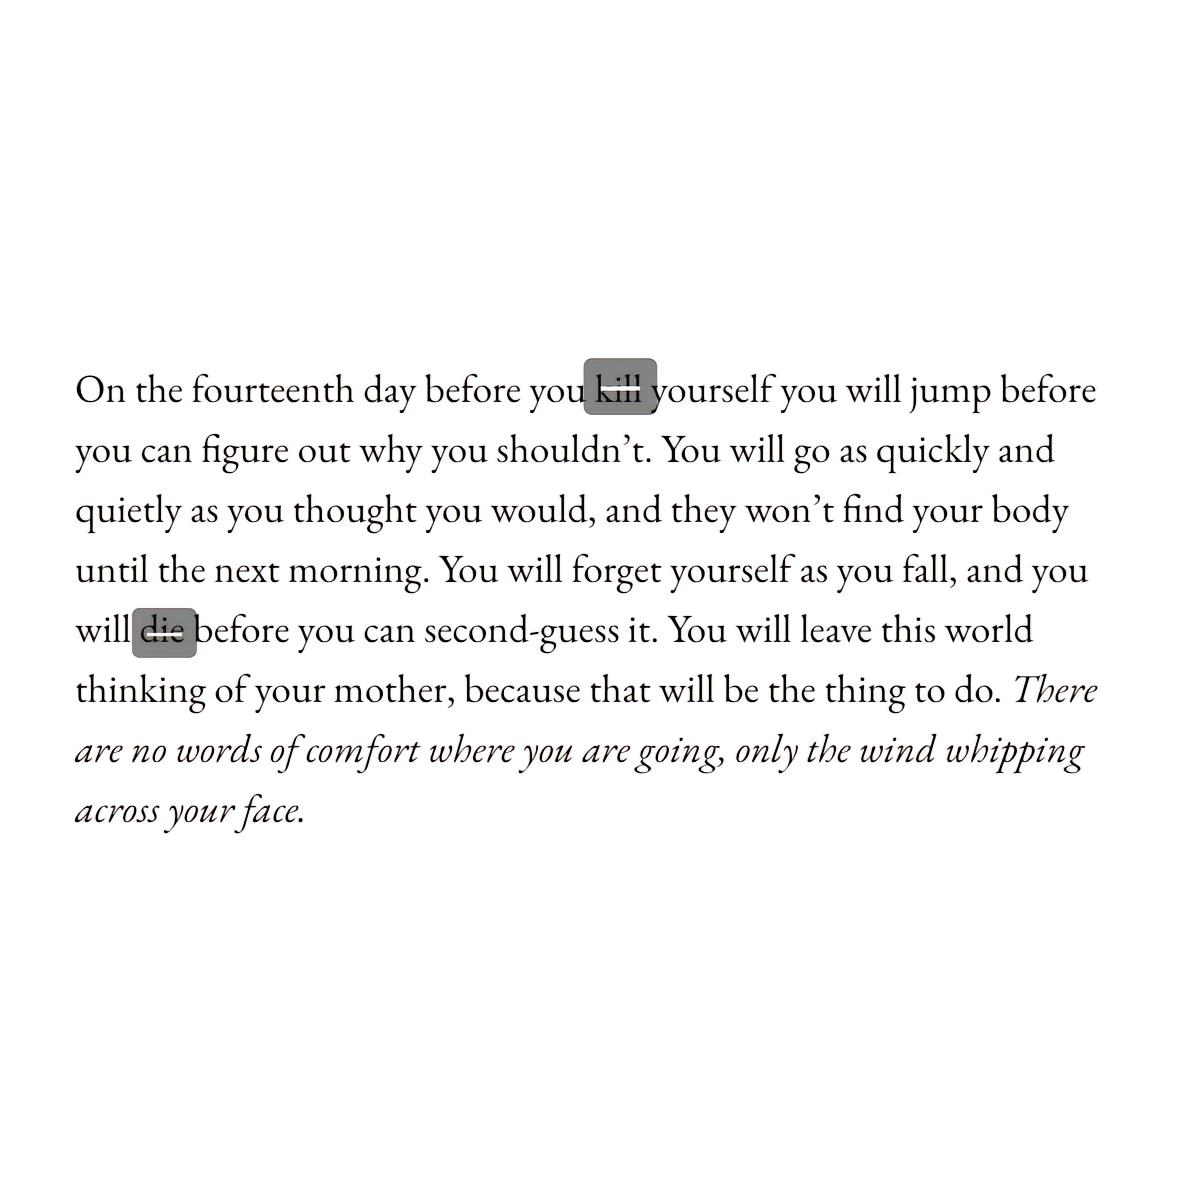 On the fourteenth day before you kill yourself you will jump before
you can figure out why you shouldn’t. You will go as quickly and
quietly as you thought you would, and they won’t find your body
until the next morning. You will forget yourself as you fall, and you
will die before you can second-guess it. You will leave this world
thinking of your mother, because that will be the thing to do. There
are no words of comfort where you are going, only the wind whipping
across your face.